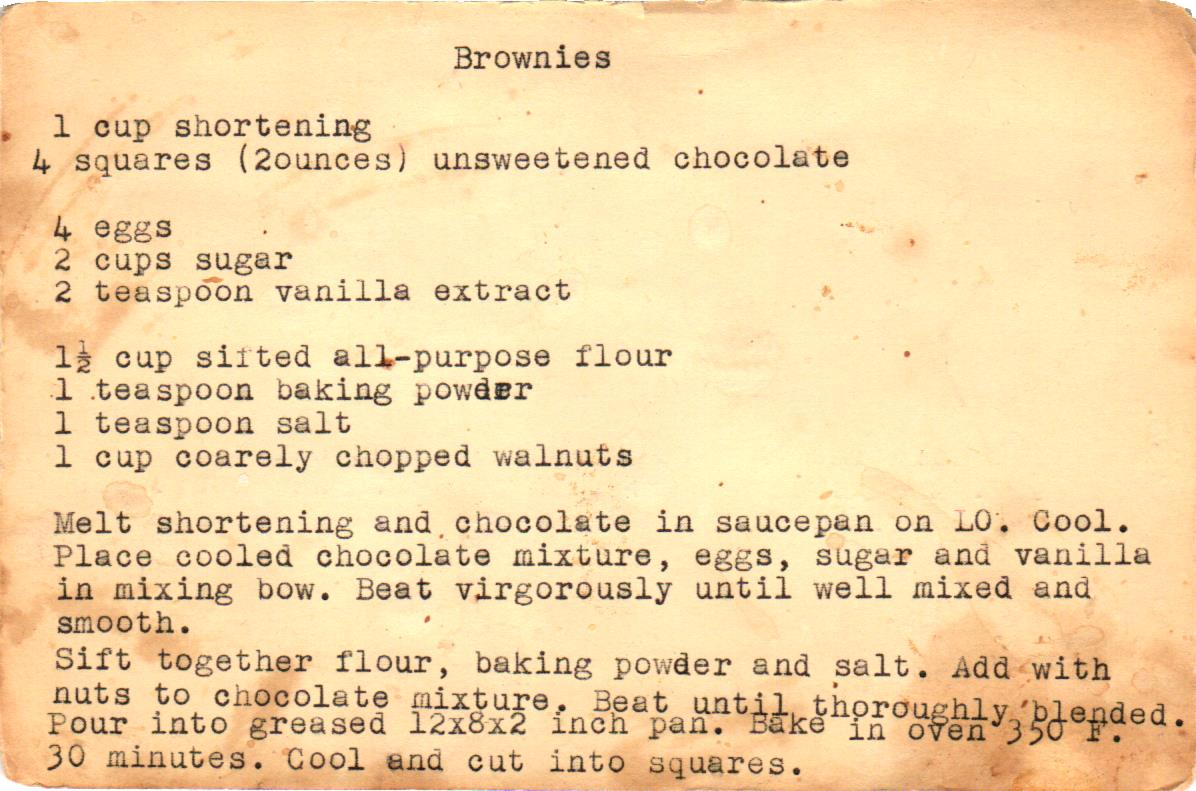 Brownies
1 cup shortening
4 squares (2ounces) unsweetened chocolate
4 eggs
2 cups sugar
2 teaspoon vanilla extract
1½ cup sifted all-purpose flour
1 teaspoon baking powder
1 teaspoon salt
1 cup coarely chopped walnuts
Melt shortening and chocolate in saucepan on LO. Cool.
Place cooled chocolate mixture, eggs, sugar and vanilla
in mixing bow. Beat virgorously until well mixed and
smooth.
Sift together flour, baking powder and salt. Add with
nuts to chocolate mixture. Beat until thoroughly blended.
Pour into greased 12x8x2 inch pan. Bake in oven 350 F.
30 minutes. Cool and cut into squares.